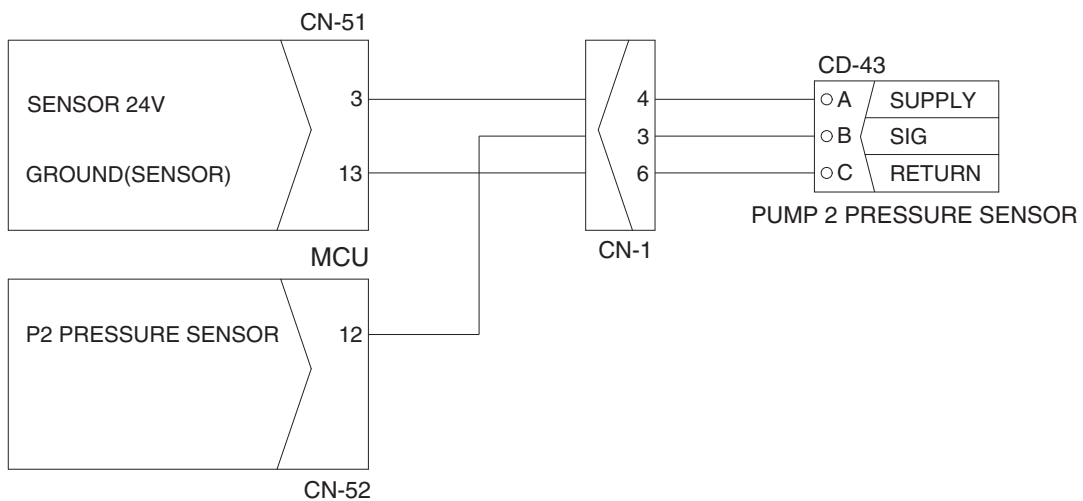 CN-51
SENSOR 24V
3
GROUND(SENSOR)
13
MCU
P2 PRESSURE SENSOR
12
CN-52
4
3
6
CN-1
CD-43
A SUPPLY
B SIG
C RETURN
PUMP 2 PRESSURE SENSOR